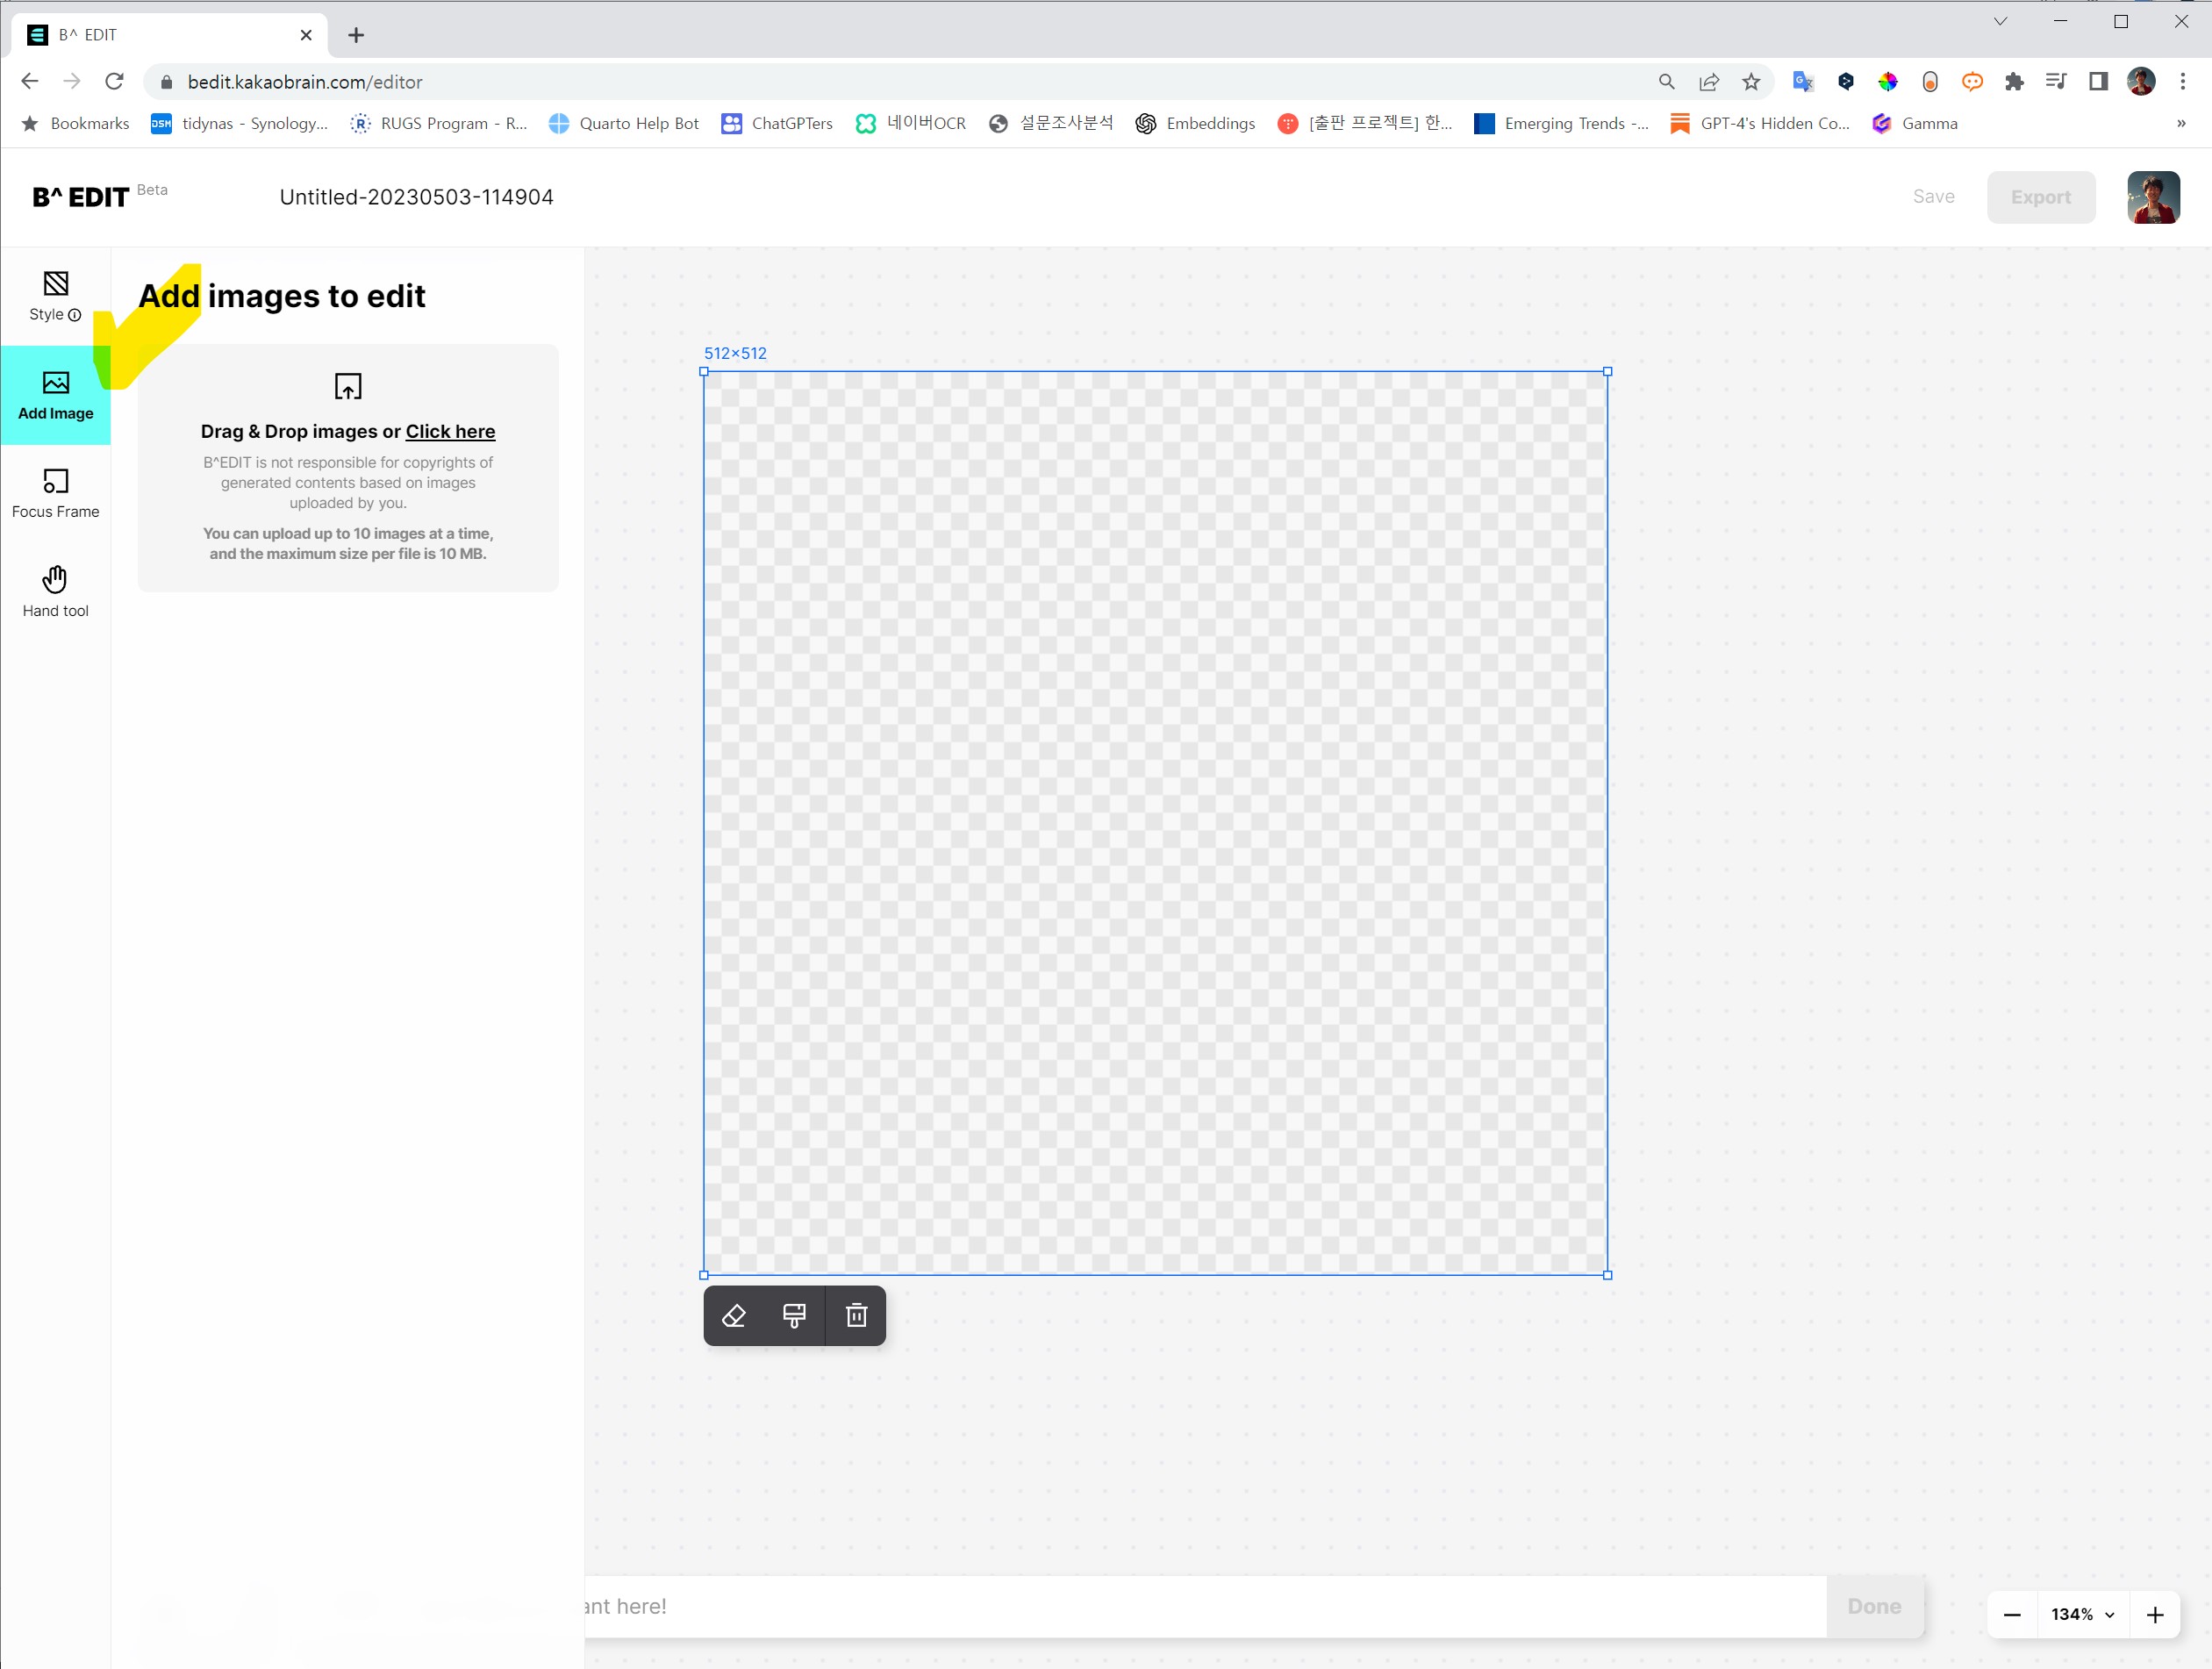 B^ EDIT
bedit.kakaobrain.com/editor
Bookmarks
DSM
tidynas - Synology...
RUGS Program - R...
Quarto Help Bot
ChatGPTers
네이버OCR
설문조사분석
Embeddings
[출판 프로젝트] 한...
Emerging Trends -...
GPT-4's Hidden Co...
Gamma
»
B^ EDIT Beta
Untitled-20230503-114904
Save
Export
Style
Add Image
Focus Frame
Hand tool
Add images to edit
Drag & Drop images or Click here
B^EDIT is not responsible for copyrights of
generated contents based on images
uploaded by you.
You can upload up to 10 images at a time,
and the maximum size per file is 10 MB.
512×512
ant here!
Done
134%